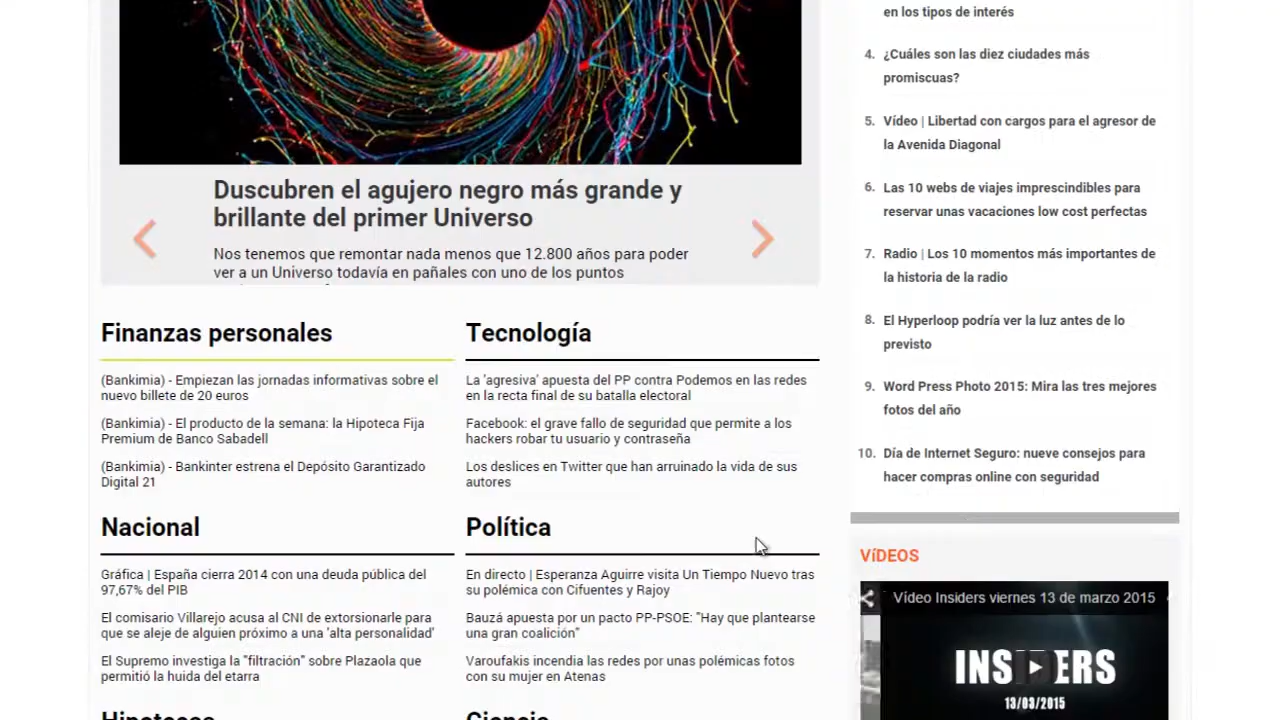 Duscubren el agujero negro más grande y
brillante del primer Universo
Nos tenemos que remontar nada menos que 12.800 años para poder
ver a un Universo todavía en pañales con uno de los puntos
Finanzas personales
(Bankimia) - Empiezan las jornadas informativas sobre el
nuevo billete de 20 euros
(Bankimia) - El producto de la semana: la Hipoteca Fija
Premium de Banco Sabadell
(Bankimia) - Bankinter estrena el Depósito Garantizado
Digital 21
Tecnología
La 'agresiva' apuesta del PP contra Podemos en las redes
en la recta final de su batalla electoral
Facebook: el grave fallo de seguridad que permite a los
hackers robar tu usuario y contraseña
Los deslices en Twitter que han arruinado la vida de sus
autores
Nacional
Gráfica | España cierra 2014 con una deuda pública del
97,67% del PIB
El comisario Villarejo acusa al CNI de extorsionarle para
que se aleje de alguien próximo a una 'alta personalidad'
El Supremo investiga la "filtración" sobre Plazaola que
permitió la huida del etarra
Política
En directo | Esperanza Aguirre visita Un Tiempo Nuevo tras
su polémica con Cifuentes y Rajoy
Bauzá apuesta por un pacto PP-PSOE: "Hay que plantearse
una gran coalición"
Varoufakis incendia las redes por unas polémicas fotos
con su mujer en Atenas
Hipotecas
Ciencia
en los tipos de interés
4. ¿Cuáles son las diez ciudades más
promiscuas?
5. Vídeo | Libertad con cargos para el agresor de
la Avenida Diagonal
6. Las 10 webs de viajes imprescindibles para
reservar unas vacaciones low cost perfectas
7. Radio | Los 10 momentos más importantes de
la historia de la radio
8. El Hyperloop podría ver la luz antes de lo
previsto
9. Word Press Photo 2015: Mira las tres mejores
fotos del año
10. Día de Internet Seguro: nueve consejos para
hacer compras online con seguridad
VíDEOS
Vídeo Insiders viernes 13 de marzo 2015
13/03/2015